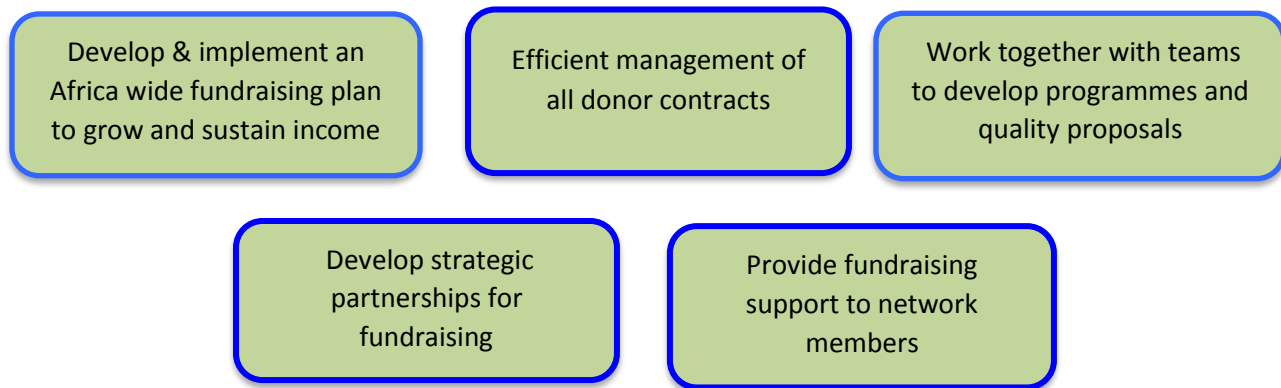 Develop & implement an
Africa wide fundraising plan
to grow and sustain income
Efficient management of
all donor contracts
Work together with teams
to develop programmes and
quality proposals
Develop strategic
partnerships for
fundraising
Provide fundraising
support to network
members